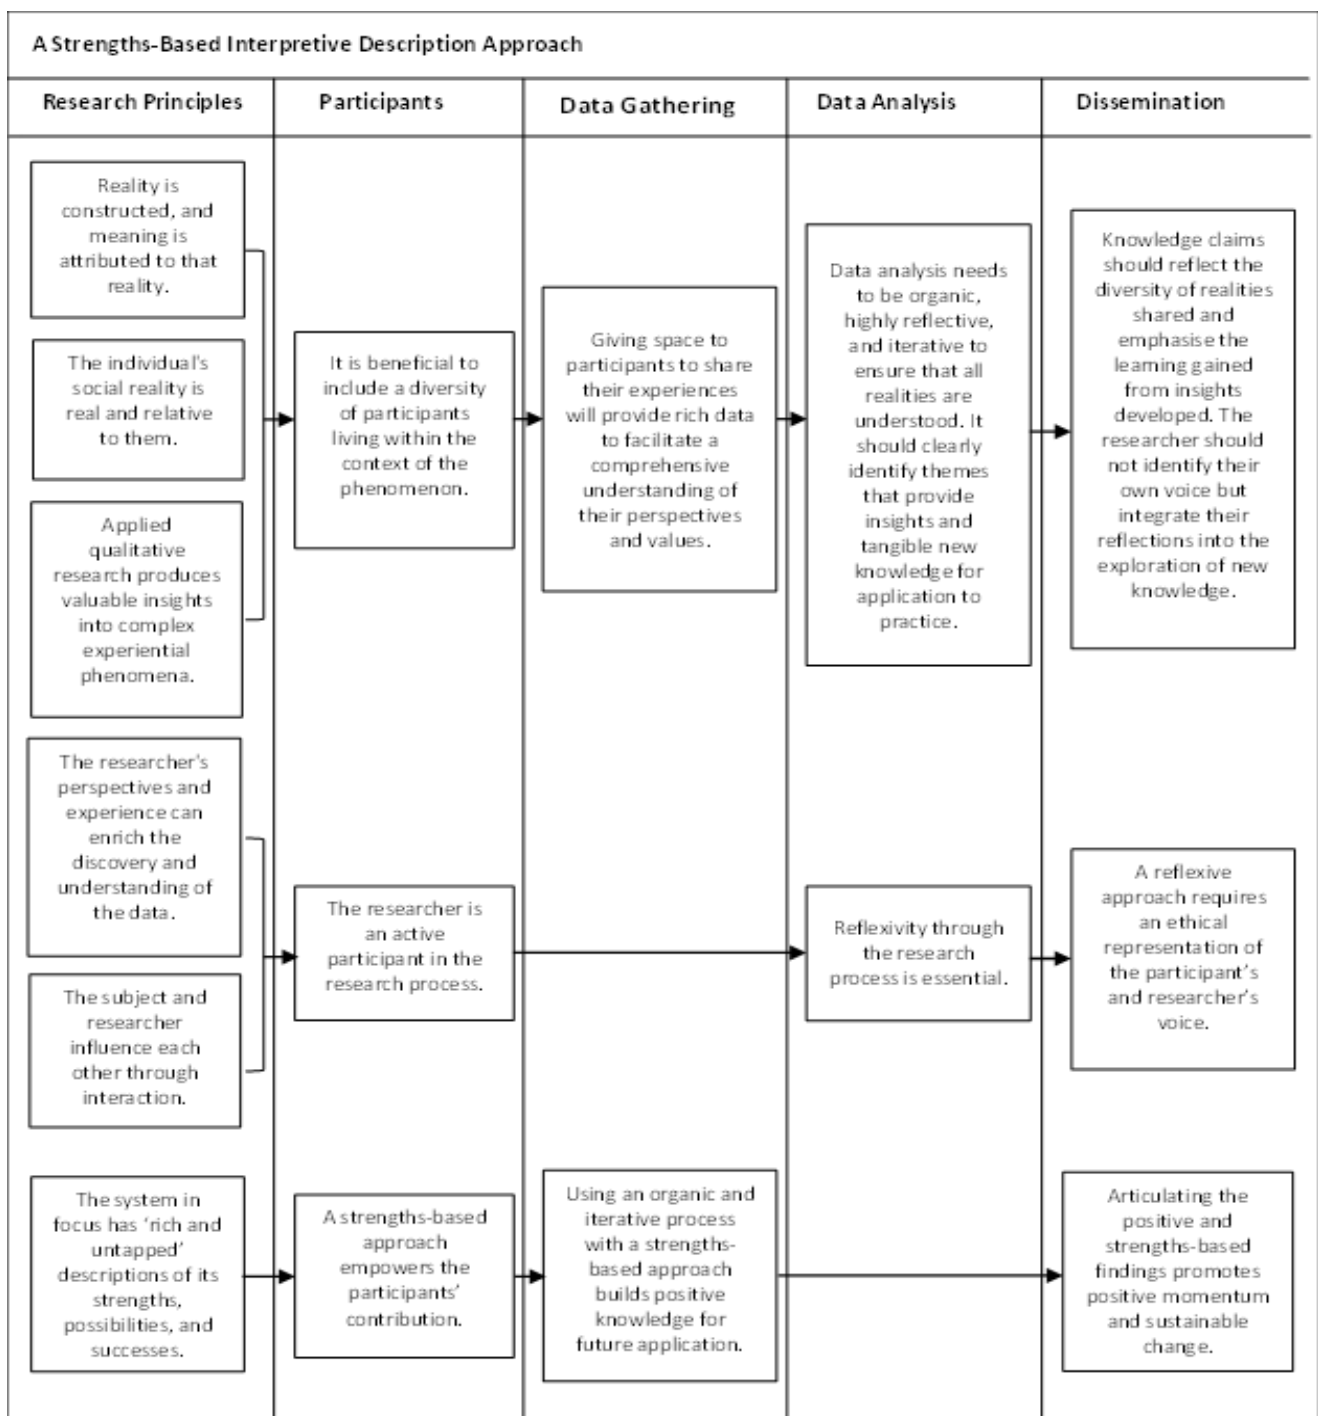 A Strengths-Based Interpretive Description Approach
Research Principles
Participants
Data Gathering
Data Analysis
Dissemination
Reality is
constructed, and
meaning is
attributed to that
reality.
The individual's
social reality is
real and relative
to them.
Applied
qualitative
research produces
valuable insights
into complex
experiential
phenomena.
It is beneficial to
include a diversity
of participants
living within the
context of the
phenomenon.
Giving space to
participants to share
their experiences
will provide rich data
to facilitate a
comprehensive
understanding of
their perspectives
and values.
Data analysis needs
to be organic,
highly reflective,
and iterative to
ensure that all
realities are
understood. It
should clearly
identify themes
that provide
insights and
tangible new
knowledge for
application to
practice.
Knowledge claims
should reflect the
diversity of realities
shared and
emphasise the
learning gained
from insights
developed. The
researcher should
not identify their
own voice but
integrate their
reflections into the
exploration of new
knowledge.
The researcher's
perspectives and
experience can
enrich the
discovery and
understanding of
the data.
The subject and
researcher
influence each
other through
interaction.
The researcher is
an active
participant in the
research process.
Reflexivity through
the research
process is essential.
A reflexive
approach requires
an ethical
representation of
the participant’s
and researcher’s
voice.
The system in
focus has ‘rich and
untapped’
descriptions of its
strengths,
possibilities, and
successes.
A strengths-based
approach
empowers the
participants’
contribution.
Using an organic and
iterative process
with a strengths-
based approach
builds positive
knowledge for
future application.
Articulating the
positive and
strengths-based
findings promotes
positive momentum
and sustainable
change.